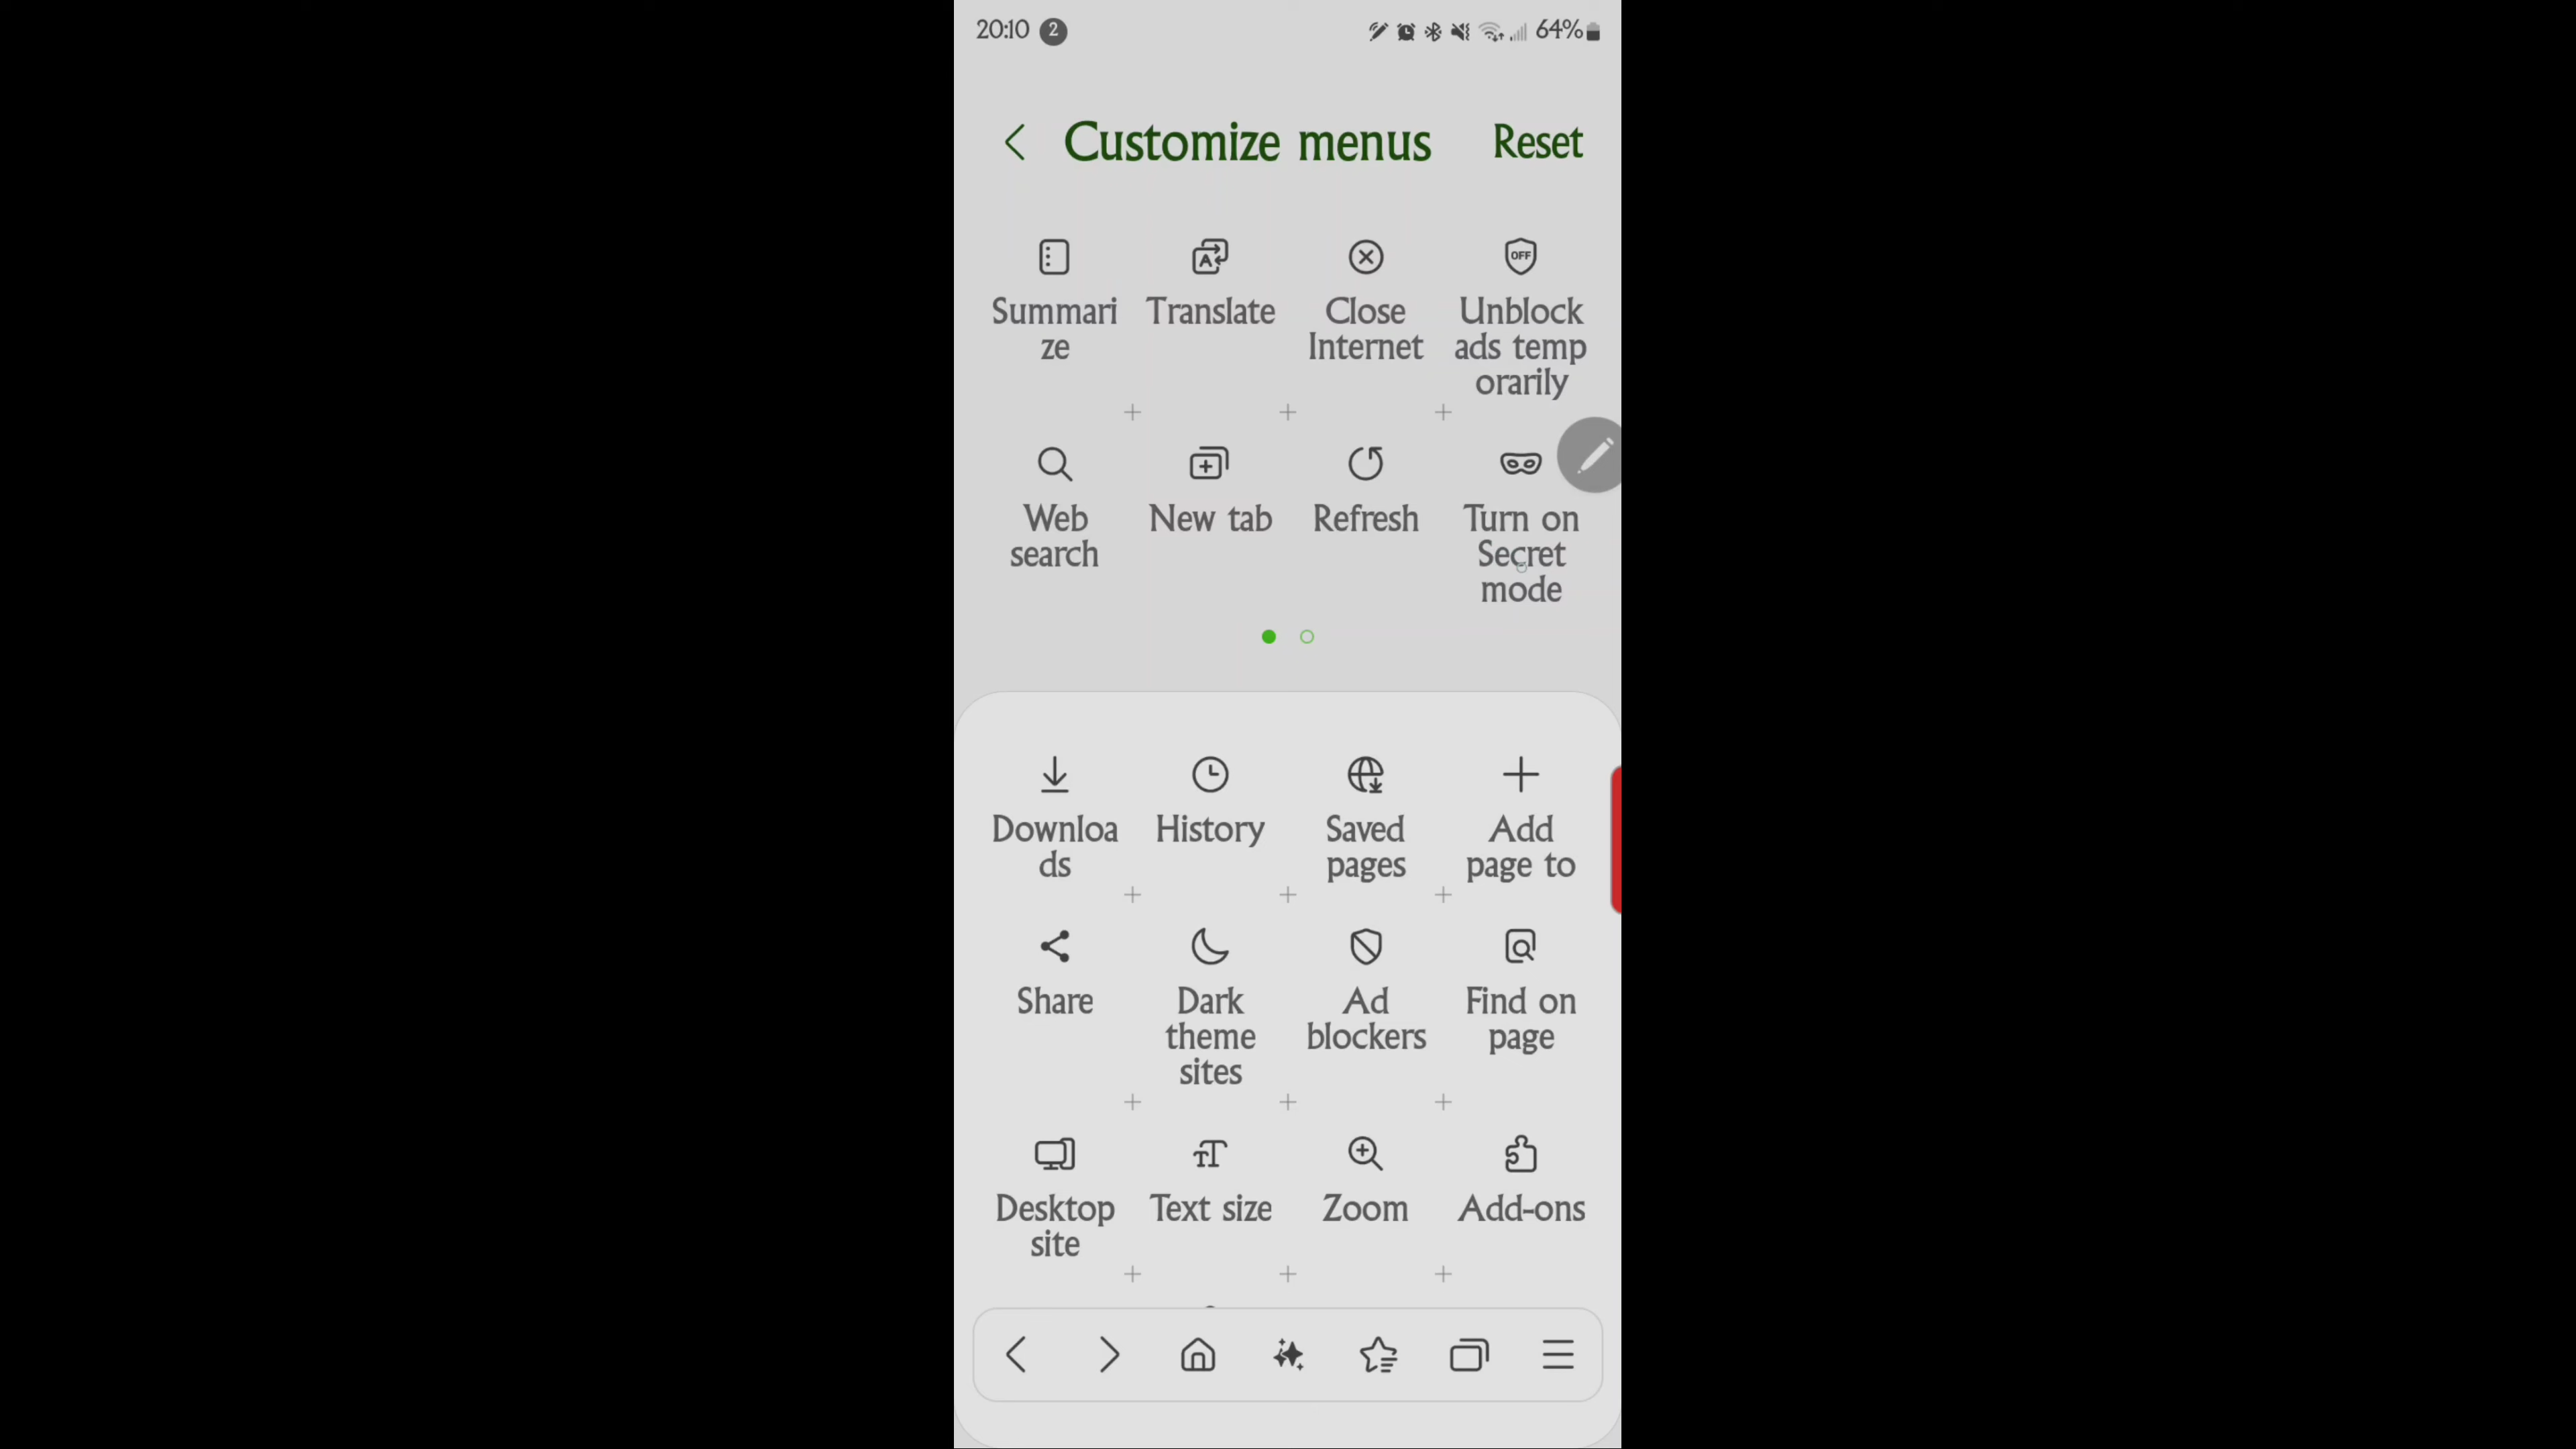 20:10 2 64%
Customize menus Reset
Summari Translate Close Unblock
ze Internet ads temp
orarily
OFF
A
Web New tab Refresh Turn on
search Secret
mode
Downloa History Saved Add
ds pages page to
Share Dark Ad Find on
theme blockers page
sites
Desktop Text size Zoom Add-ons
site
TT